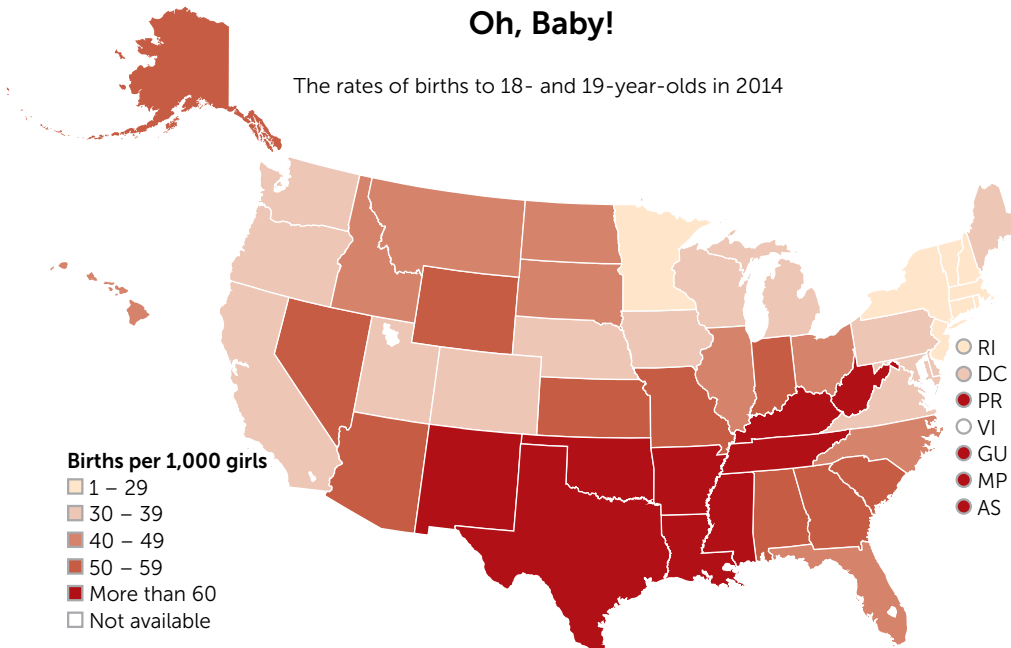 Oh, Baby!
The rates of births to 18- and 19-year-olds in 2014
RI
DC
PR
VI
GU
MP
AS
Births per 1,000 girls
1 – 29
30 – 39
40 – 49
50 – 59
More than 60
Not available